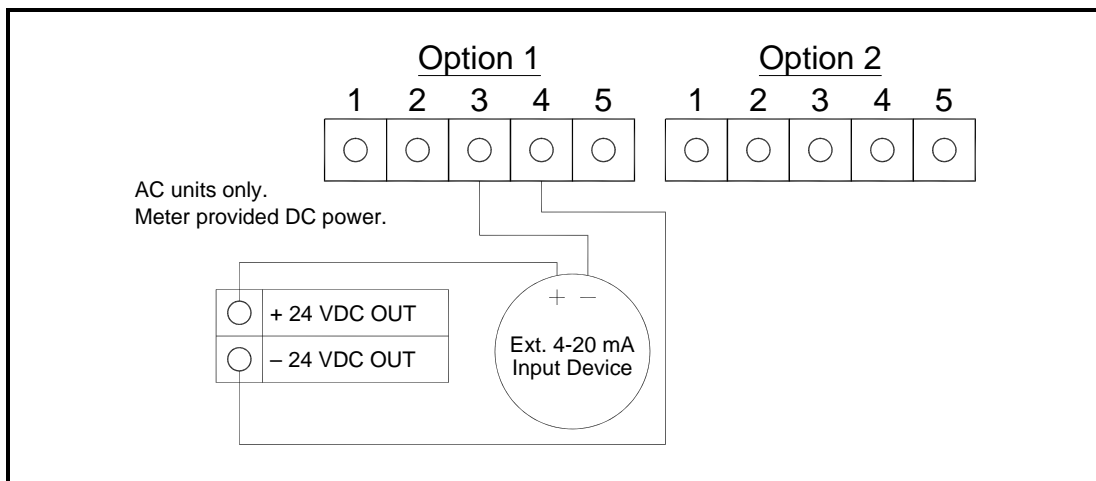 Option 1 Option 2
1 2 3 4 5 1 2 3 4 5
AC units only.
Meter provided DC power.
+ 24 VDC OUT
– 24 VDC OUT
+ –
Ext. 4-20 mA
Input Device